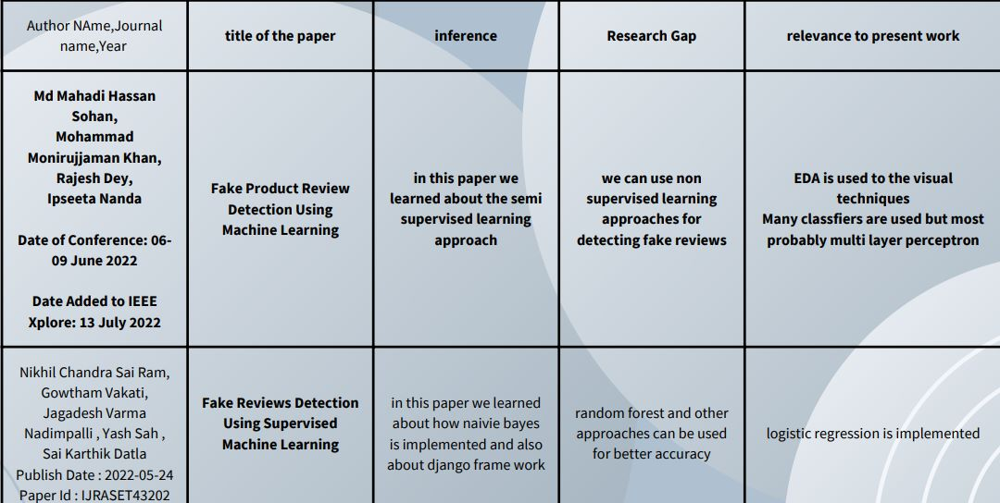 Author NAme,Journal
name,Year
title of the paper
inference
Research Gap
relevance to present work
Md Mahadi Hassan
Sohan,
Mohammad
Monirujjaman Khan,
Rajesh Dey,
Ipseeta Nanda
Date of Conference: 06-
09 June 2022
Date Added to IEEE
Xplore: 13 July 2022
Fake Product Review
Detection Using
Machine Learning
in this paper we
learned about the semi
supervised learning
approach
we can use non
supervised learning
approaches for
detecting fake reviews
EDA is used to the visual
techniques
Many classfiers are used but most
probably multi layer perceptron
Nikhil Chandra Sai Ram,
Gowtham Vakati,
Jagadesh Varma
Nadimpalli , Yash Sah ,
Sai Karthik Datla
Publish Date : 2022-05-24
Paper Id : IJRASET43202
Fake Reviews Detection
Using Supervised
Machine Learning
in this paper we learned
about how naivie bayes
is implemented and also
about django frame work
random forest and other
approaches can be used
for better accuracy
logistic regression is implemented